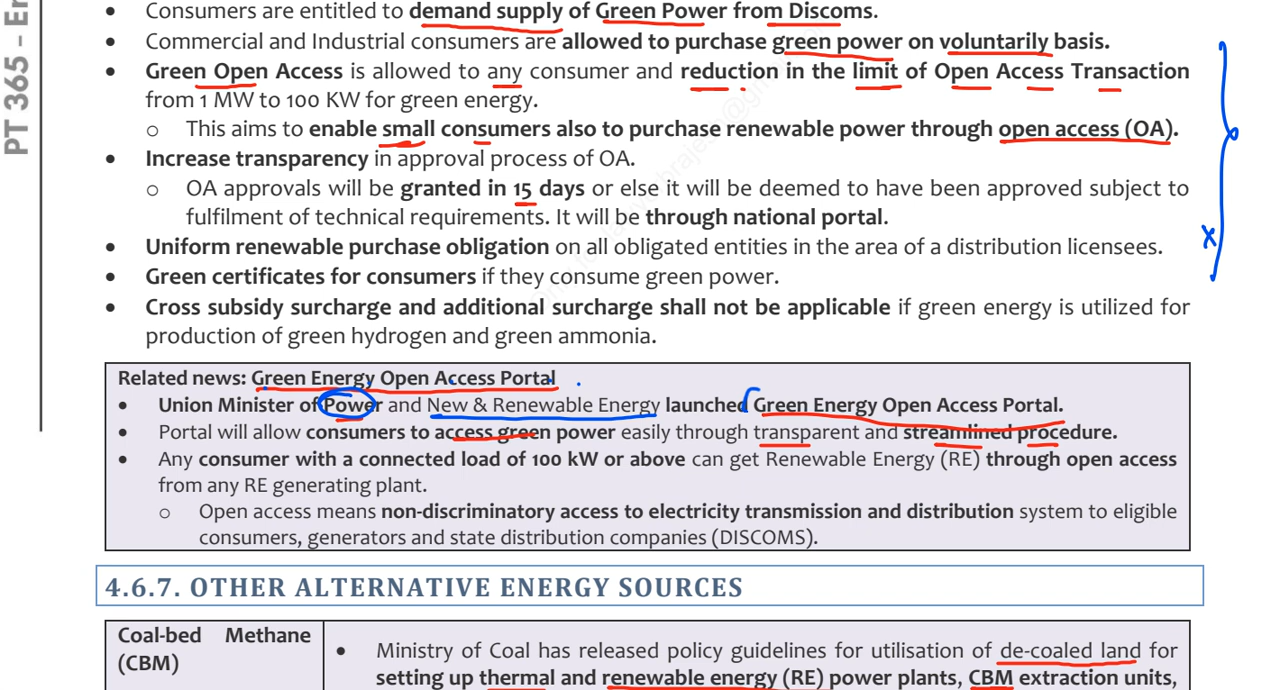 • Consumers are entitled to demand supply of Green Power from Discoms.
• Commercial and Industrial consumers are allowed to purchase green power on voluntarily basis.
• Green Open Access is allowed to any consumer and reduction in the limit of Open Access Transaction
from 1 MW to 100 KW for green energy.
o This aims to enable small consumers also to purchase renewable power through open access (OA).
• Increase transparency in approval process of OA.
o OA approvals will be granted in 15 days or else it will be deemed to have been approved subject to
fulfilment of technical requirements. It will be through national portal.
• Uniform renewable purchase obligation on all obligated entities in the area of a distribution licensees.
• Green certificates for consumers if they consume green power.
• Cross subsidy surcharge and additional surcharge shall not be applicable if green energy is utilized for
production of green hydrogen and green ammonia.
Related news: Green Energy Open Access Portal
• Union Minister of Power and New & Renewable Energy launched Green Energy Open Access Portal.
• Portal will allow consumers to access green power easily through transparent and streamlined procedure.
• Any consumer with a connected load of 100 kW or above can get Renewable Energy (RE) through open access
from any RE generating plant.
o Open access means non-discriminatory access to electricity transmission and distribution system to eligible
consumers, generators and state distribution companies (DISCOMS).
4.6.7. OTHER ALTERNATIVE ENERGY SOURCES
Coal-bed Methane
(CBM)
• Ministry of Coal has released policy guidelines for utilisation of de-coaled land for
setting up thermal and renewable energy (RE) power plants, CBM extraction units,
PT 365 –